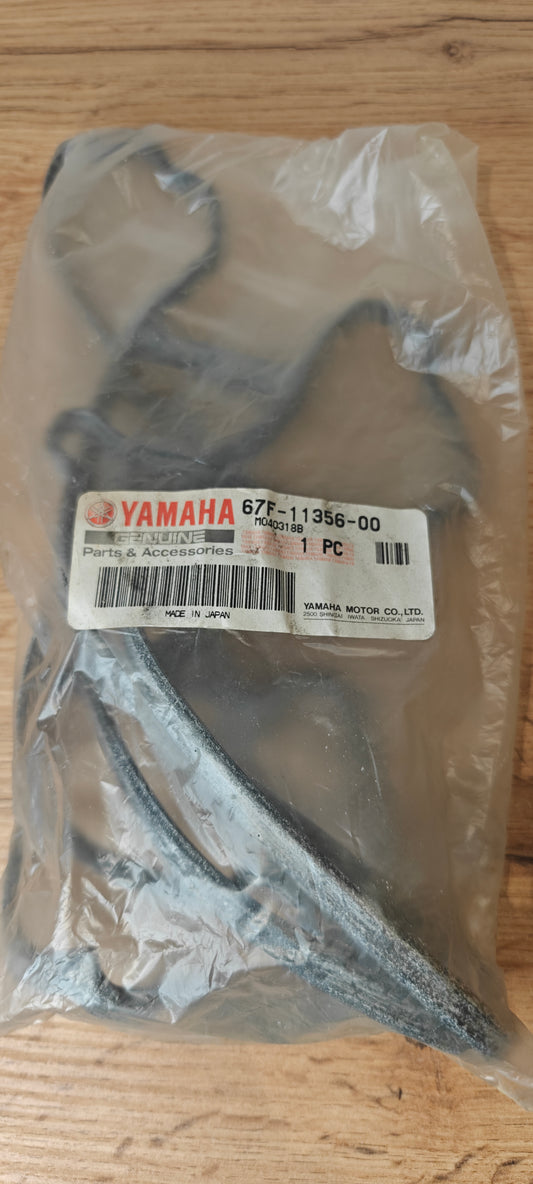 YAMAHA
67F-11356-00
GENUINE
M040318B
Parts & Accessories
1 PC
MADE IN JAPAN
YAMAHA MOTOR CO.,LTD.
2500 SHINGAI IWATA SHIZUOKA JAPAN